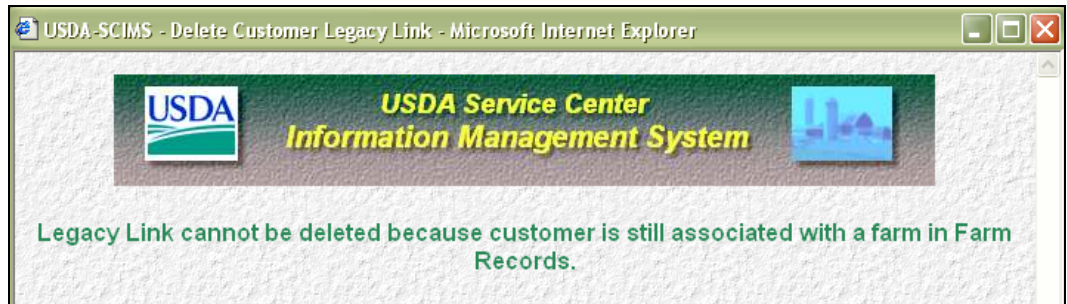 USDA-SCIMS - Delete Customer Legacy Link - Microsoft Internet Explorer
USDA
USDA Service Center
Information Management System
Legacy Link cannot be deleted because customer is still associated with a farm in Farm
Records.